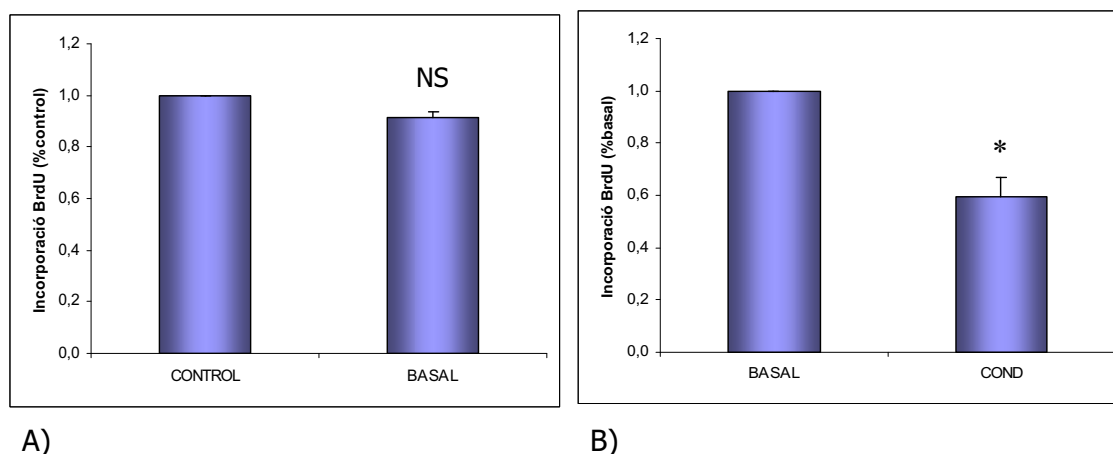 1,2
1,0
0,8
0,6
0,4
0,2
0,0
Incorporació BrdU (%control)
NS
CONTROL
BASAL
A)
1,2
1,0
0,8
0,6
0,4
0,2
0,0
Incorporació BrdU (%basal)
*
BASAL
COND
B)